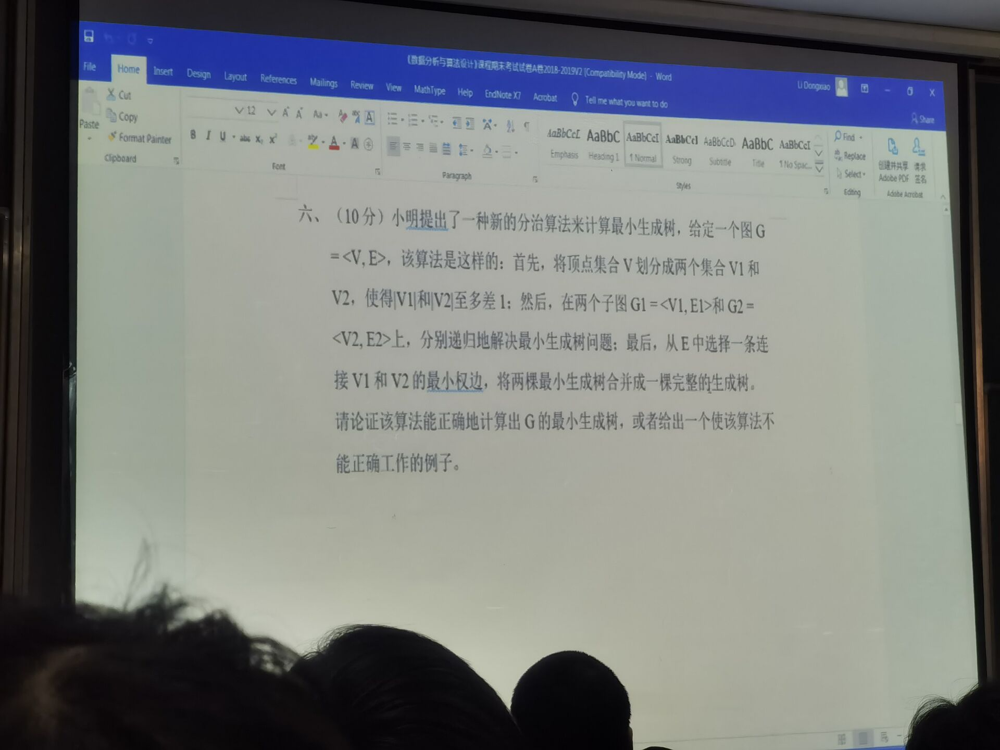 《数据分析与算法设计》课程期末考试试卷A卷2018-2019V2 [Compatibility Mode] - Word
Li Dongxiao
File Home Insert Design Layout References Mailings Review View MathType Help EndNote X7 Acrobat Tell me what you want to do
Share
Paste
Cut
Copy
Format Painter
Clipboard
12
Font
Paragraph
AaBbCcL AaBbC AaBbCcI AaBbCcI AaBbCcD AaBbC AaBbCcI
Emphasis Heading 1 ¶ Normal Strong Subtitle Title ¶ No Spac...
Styles
Find
Replace
Select
Editing
创建并共享 Adobe PDF
请求签名
Adobe Acrobat
六、（10分）小明提出了一种新的分治算法来计算最小生成树，给定一个图 G
=<V, E>，该算法是这样的：首先，将顶点集合 V 划分成两个集合 V1 和
V2，使得|V1|和|V2|至多差 1；然后，在两个子图 G1 =<V1, E1>和 G2 =
<V2, E2>上，分别递归地解决最小生成树问题；最后，从 E 中选择一条连
接 V1 和 V2 的最小权边，将两棵最小生成树合并成一棵完整的生成树。
请论证该算法能正确地计算出 G 的最小生成树，或者给出一个使该算法不
能正确工作的例子。